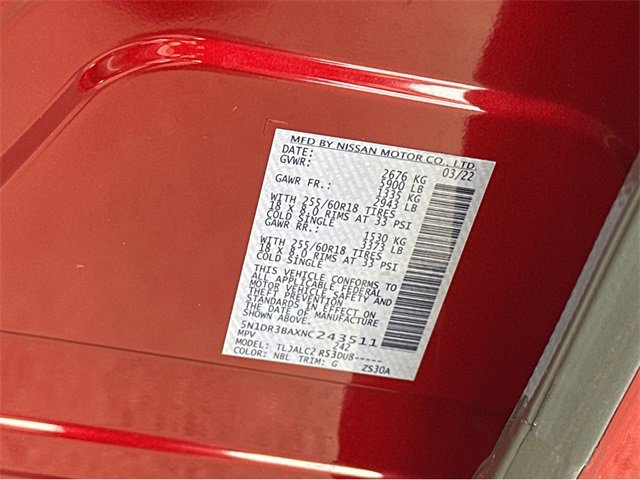 MFD BY NISSAN MOTOR CO., LTD
DATE: 03/22
GVWR: 2676 KG
5900 LB
GAWR FR.: 1335 KG
2943 LB
WITH 255/60R18 TIRES
18 X 8.0 RIMS AT 33 PSI
COLD SINGLE
GAWR RR.: 1530 KG
3373 LB
WITH 255/60R18 TIRES
18 X 8.0 RIMS AT 33 PSI
COLD SINGLE
THIS VEHICLE CONFORMS TO
ALL APPLICABLE FEDERAL
MOTOR VEHICLE SAFETY AND
THEFT PREVENTION
STANDARDS IN EFFECT ON
THE DATE OF MANUFACTURE
SHOWN ABOVE.
5N1DR3BAXNC243511
MPV 242
MODEL: TLJALC2 R53DU8-----
COLOR: NBL TRIM: G ZS30A